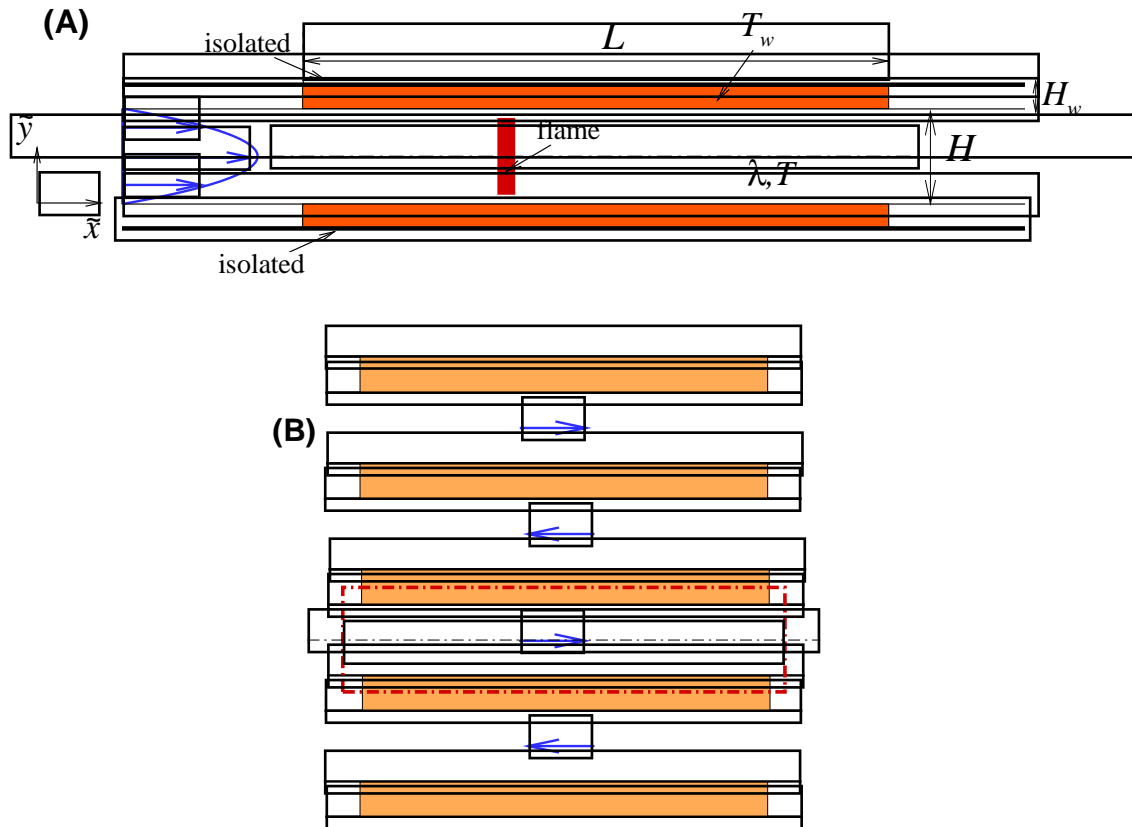 (A)
isolated
L
T_w
H_w
ỹ
flame
H
λ,T
x̃
isolated
(B)